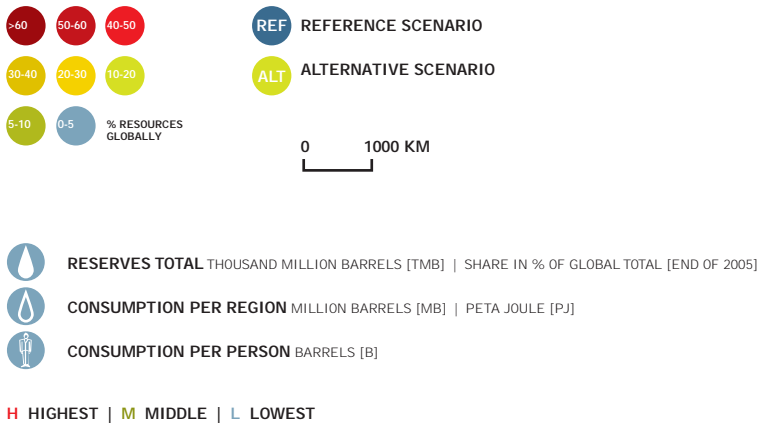 >60 50-60 40-50
REF REFERENCE SCENARIO
30-40 20-30 10-20
ALT ALTERNATIVE SCENARIO
5-10 0-5 % RESOURCES
GLOBALLY
0 1000 KM
RESERVES TOTAL THOUSAND MILLION BARRELS [TMB] | SHARE IN % OF GLOBAL TOTAL [END OF 2005]
CONSUMPTION PER REGION MILLION BARRELS [MB] | PETA JOULE [PJ]
CONSUMPTION PER PERSON BARRELS [B]
H HIGHEST | M MIDDLE | L LOWEST